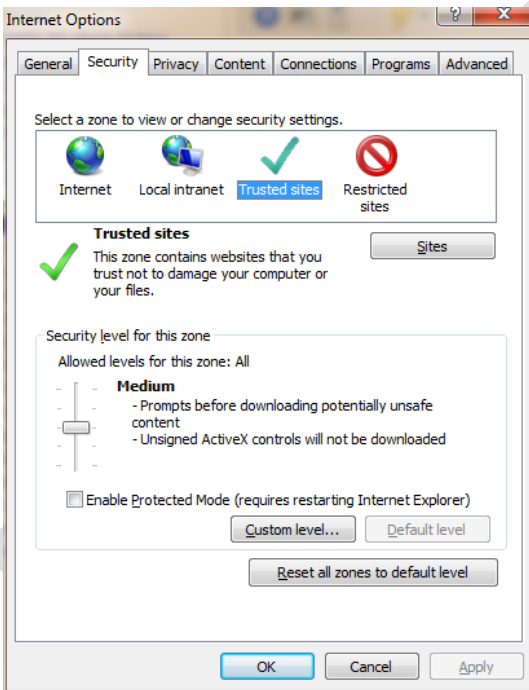 Internet Options
?
X
General Security Privacy Content Connections Programs Advanced
Select a zone to view or change security settings.
Internet Local intranet Trusted sites Restricted
sites
Trusted sites
This zone contains websites that you
trust not to damage your computer or
your files.
Sites
Security level for this zone
Allowed levels for this zone: All
Medium
- Prompts before downloading potentially unsafe
content
- Unsigned ActiveX controls will not be downloaded
Enable Protected Mode (requires restarting Internet Explorer)
Custom level... Default level
Reset all zones to default level
OK Cancel Apply